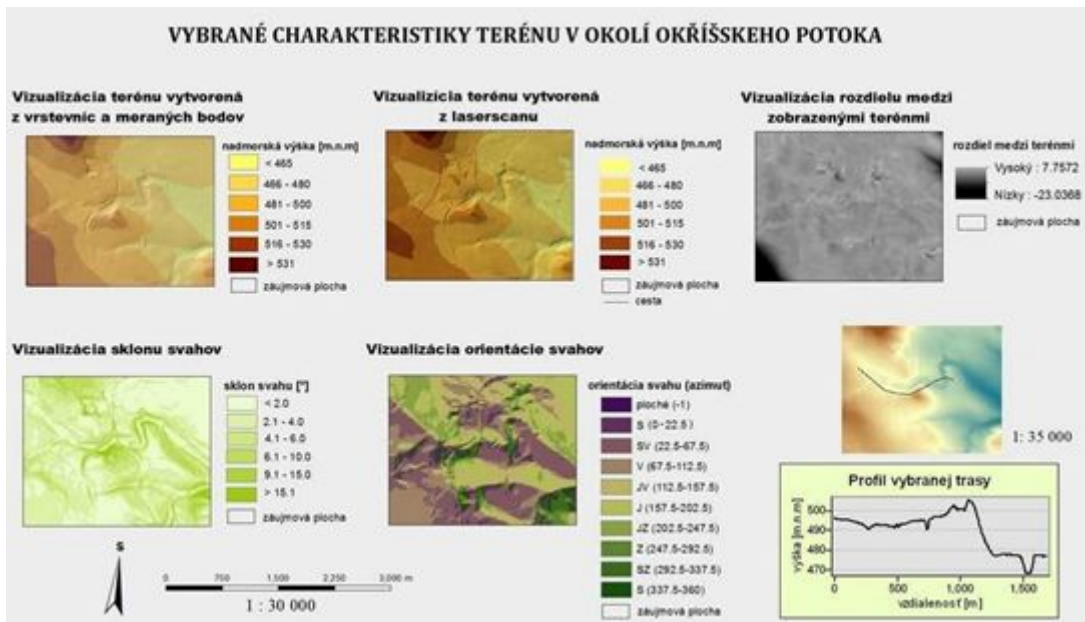 VYBRANÉ CHARAKTERISTIKY TERÉNU V OKOLÍ OKŘÍŠSKEHO POTOKA
Vizualizácia terénu vytvorená
z vrstevníc a meraných bodov
nadmorská výška [m.n.m]
< 465
466 - 480
481 - 500
501 - 515
516 - 530
> 531
záujmová plocha
Vizualizícia terénu vytvorená
z laserscanu
nadmorská výška [m.n.m]
< 465
466 - 480
481 - 500
501 - 515
516 - 530
> 531
záujmová plocha
cesta
Vizualizácia rozdielu medzi
zobrazenými terénmi
rozdiel medzi terénmi
Vysoký : 7.7572
Nízky : -23.0368
záujmová plocha
Vizualizácia sklonu svahov
sklon svahu [°]
< 2.0
2.1 - 4.0
4.1 - 6.0
6.1 - 10.0
9.1 - 15.0
> 15.1
záujmová plocha
Vizualizácia orientácie svahov
orientácia svahu (azimut)
ploché (-1)
S (0-22.5)
SV (22.5-67.5)
V (67.5-112.5)
JV (112.5-157.5)
J (157.5-202.5)
JZ (202.5-247.5)
Z (247.5-292.5)
SZ (292.5-337.5)
S (337.5-360)
záujmová plocha
1: 35 000
Profil vybranej trasy
výška [m.n.m]
500
490
480
470
0
500
1,000
1,500
vzdialenosť [m]
S
0
750
1,500
2,250
3,000 m
1 : 30 000